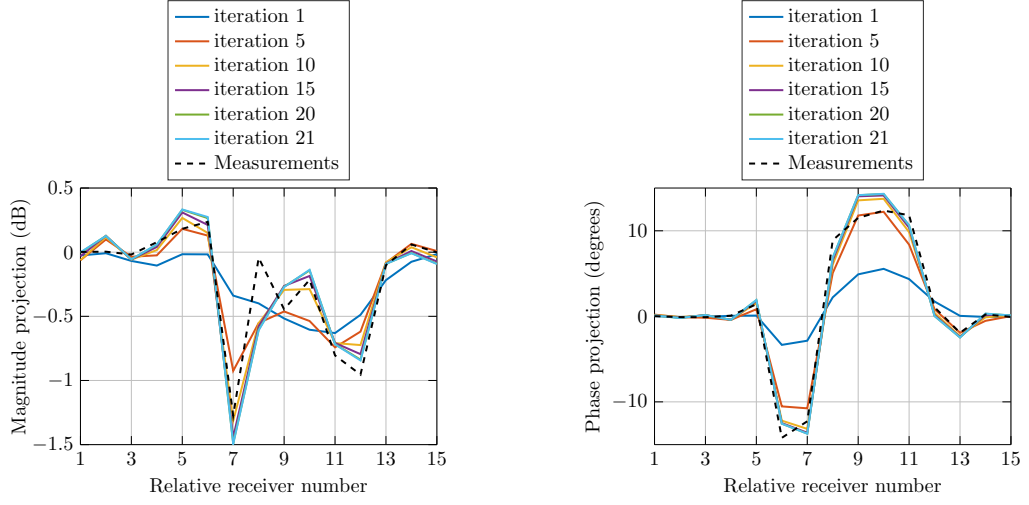 iteration 1
iteration 5
iteration 10
iteration 15
iteration 20
iteration 21
Measurements
0.5
0
−0.5
−1
−1.5
1 3 5 7 9 11 13 15
Relative receiver number
Magnitude projection (dB)
iteration 1
iteration 5
iteration 10
iteration 15
iteration 20
iteration 21
Measurements
10
0
−10
1 3 5 7 9 11 13 15
Relative receiver number
Phase projection (degrees)